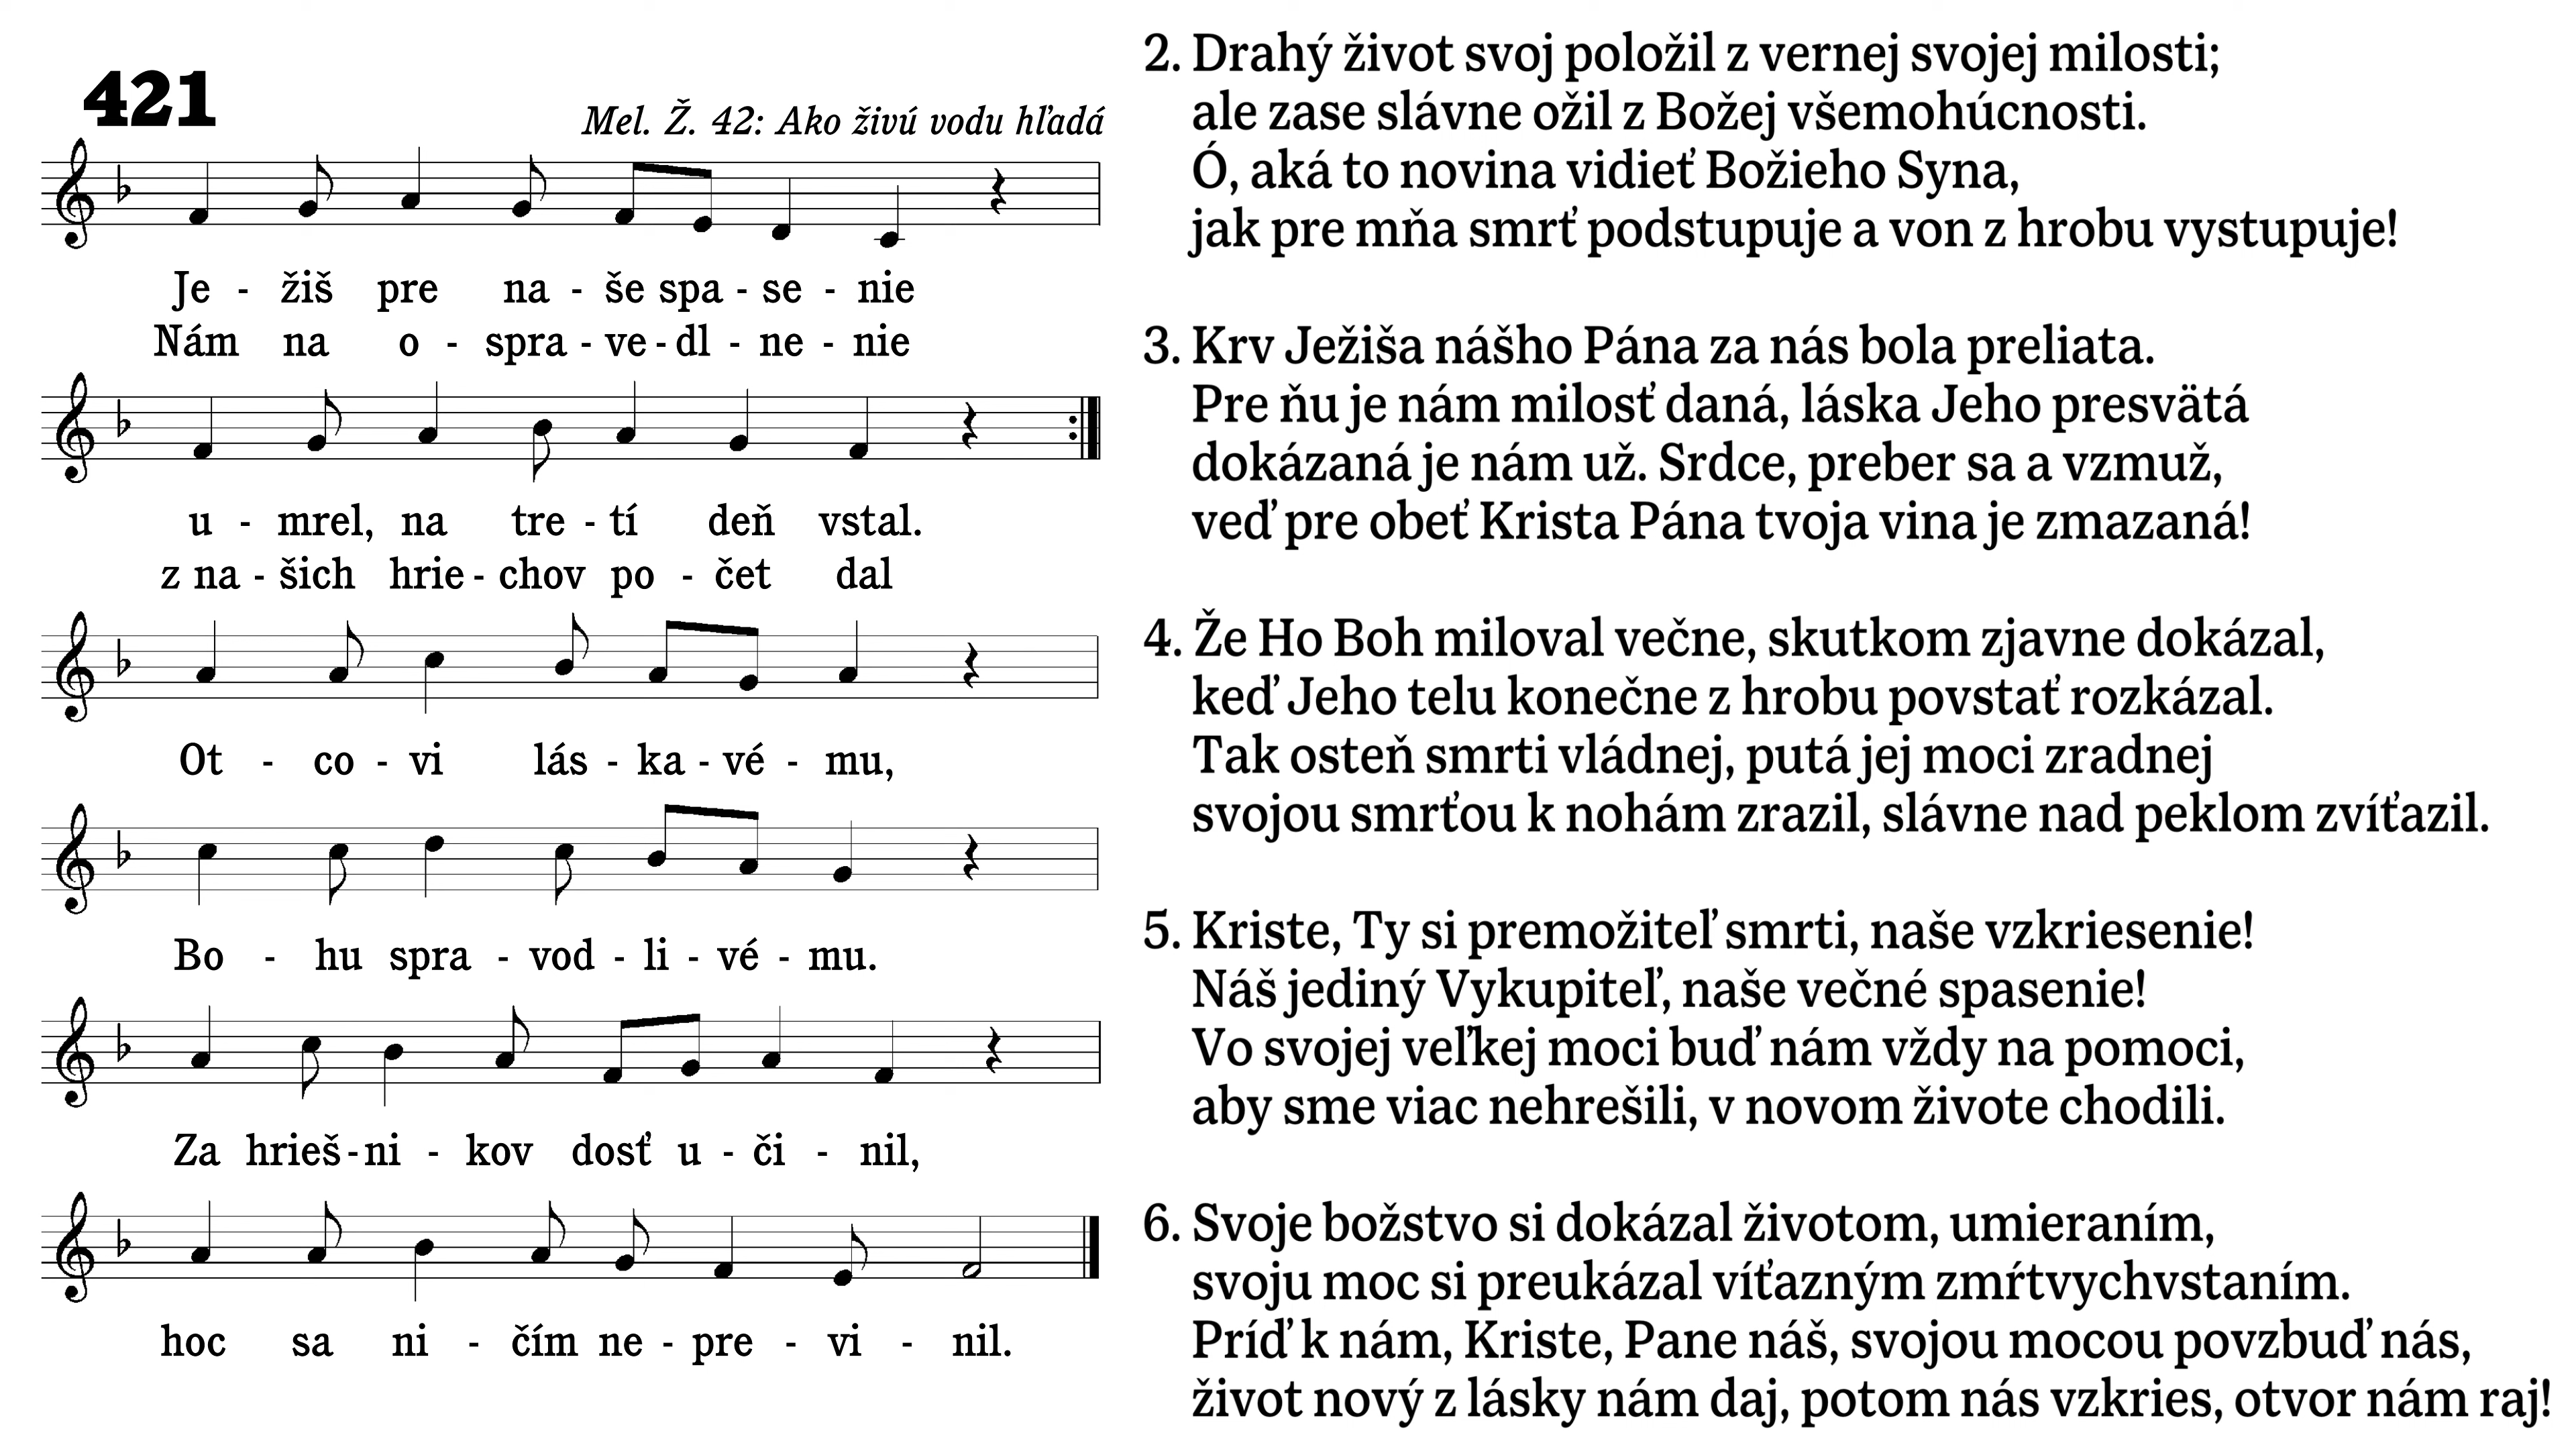 421
Mel. Ž. 42: Ako živú vodu hľadá
Je - žiš pre na - še spa - se - nie
Nám na o - spra - ve - dl - ne - nie
u - mrel, na tre - tí deň vstal.
z na - šich hrie - chov po - čet dal
Ot - co - vi lás - ka - vé - mu,
Bo - hu spra - vod - li - vé - mu.
Za hrieš - ni - kov dosť u - či - nil,
hoc sa ni - čím ne - pre - vi - nil.
2. Drahý život svoj položil z vernej svojej milosti;
ale zase slávne ožil z Božej všemohúcnosti.
Ó, aká to novina vidieť Božieho Syna,
jak pre mňa smrť podstupuje a von z hrobu vystupuje!
3. Krv Ježiša nášho Pána za nás bola preliata.
Pre ňu je nám milosť daná, láska Jeho presvätá
dokázaná je nám už. Srdce, preber sa a vzmuž,
veď pre obeť Krista Pána tvoja vina je zmazaná!
4. Že Ho Boh miloval večne, skutkom zjavne dokázal,
keď Jeho telu konečne z hrobu povstať rozkázal.
Tak osteň smrti vládnej, putá jej moci zradnej
svojou smrťou k nohám zrazil, slávne nad peklom zvíťazil.
5. Kriste, Ty si premožiteľ smrti, naše vzkriesenie!
Náš jediný Vykupiteľ, naše večné spasenie!
Vo svojej veľkej moci buď nám vždy na pomoci,
aby sme viac nehrešili, v novom živote chodili.
6. Svoje božstvo si dokázal životom, umieraním,
svoju moc si preukázal víťazným zmŕtvychvstaním.
Príď k nám, Kriste, Pane náš, svojou mocou povzbuď nás,
život nový z lásky nám daj, potom nás vzkries, otvor nám raj!